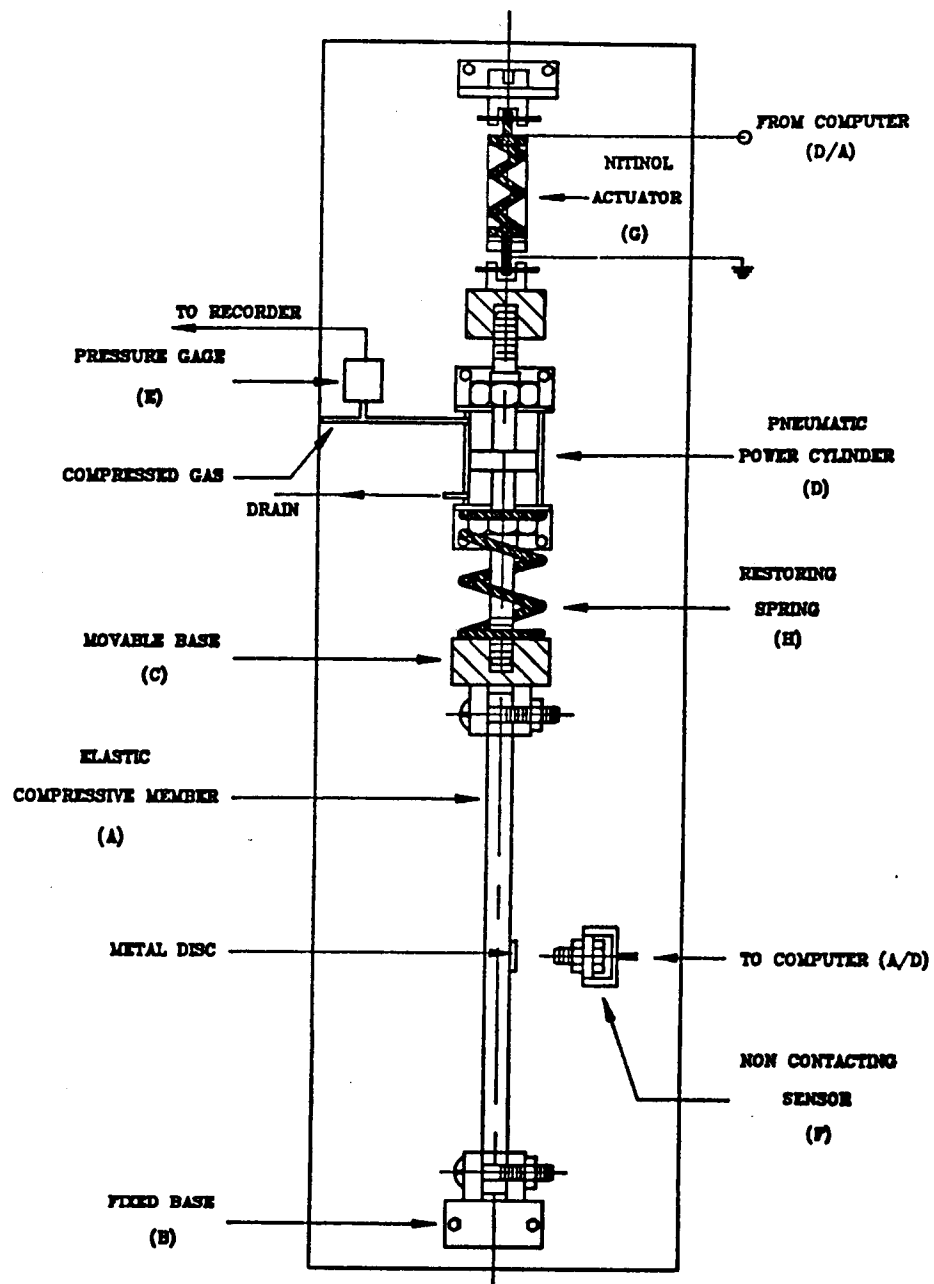 FROM COMPUTER
(D/A)
NITINOL
ACTUATOR
(G)
TO RECORDER
PRESSURE GAGE
(E)
COMPRESSED GAS
DRAIN
PNEUMATIC
POWER CYLINDER
(D)
RESTORING
SPRING
(H)
MOVABLE BASE
(C)
ELASTIC
COMPRESSIVE MEMBER
(A)
METAL DISC
TO COMPUTER (A/D)
NON CONTACTING
SENSOR
(F)
FIXED BASE
(B)